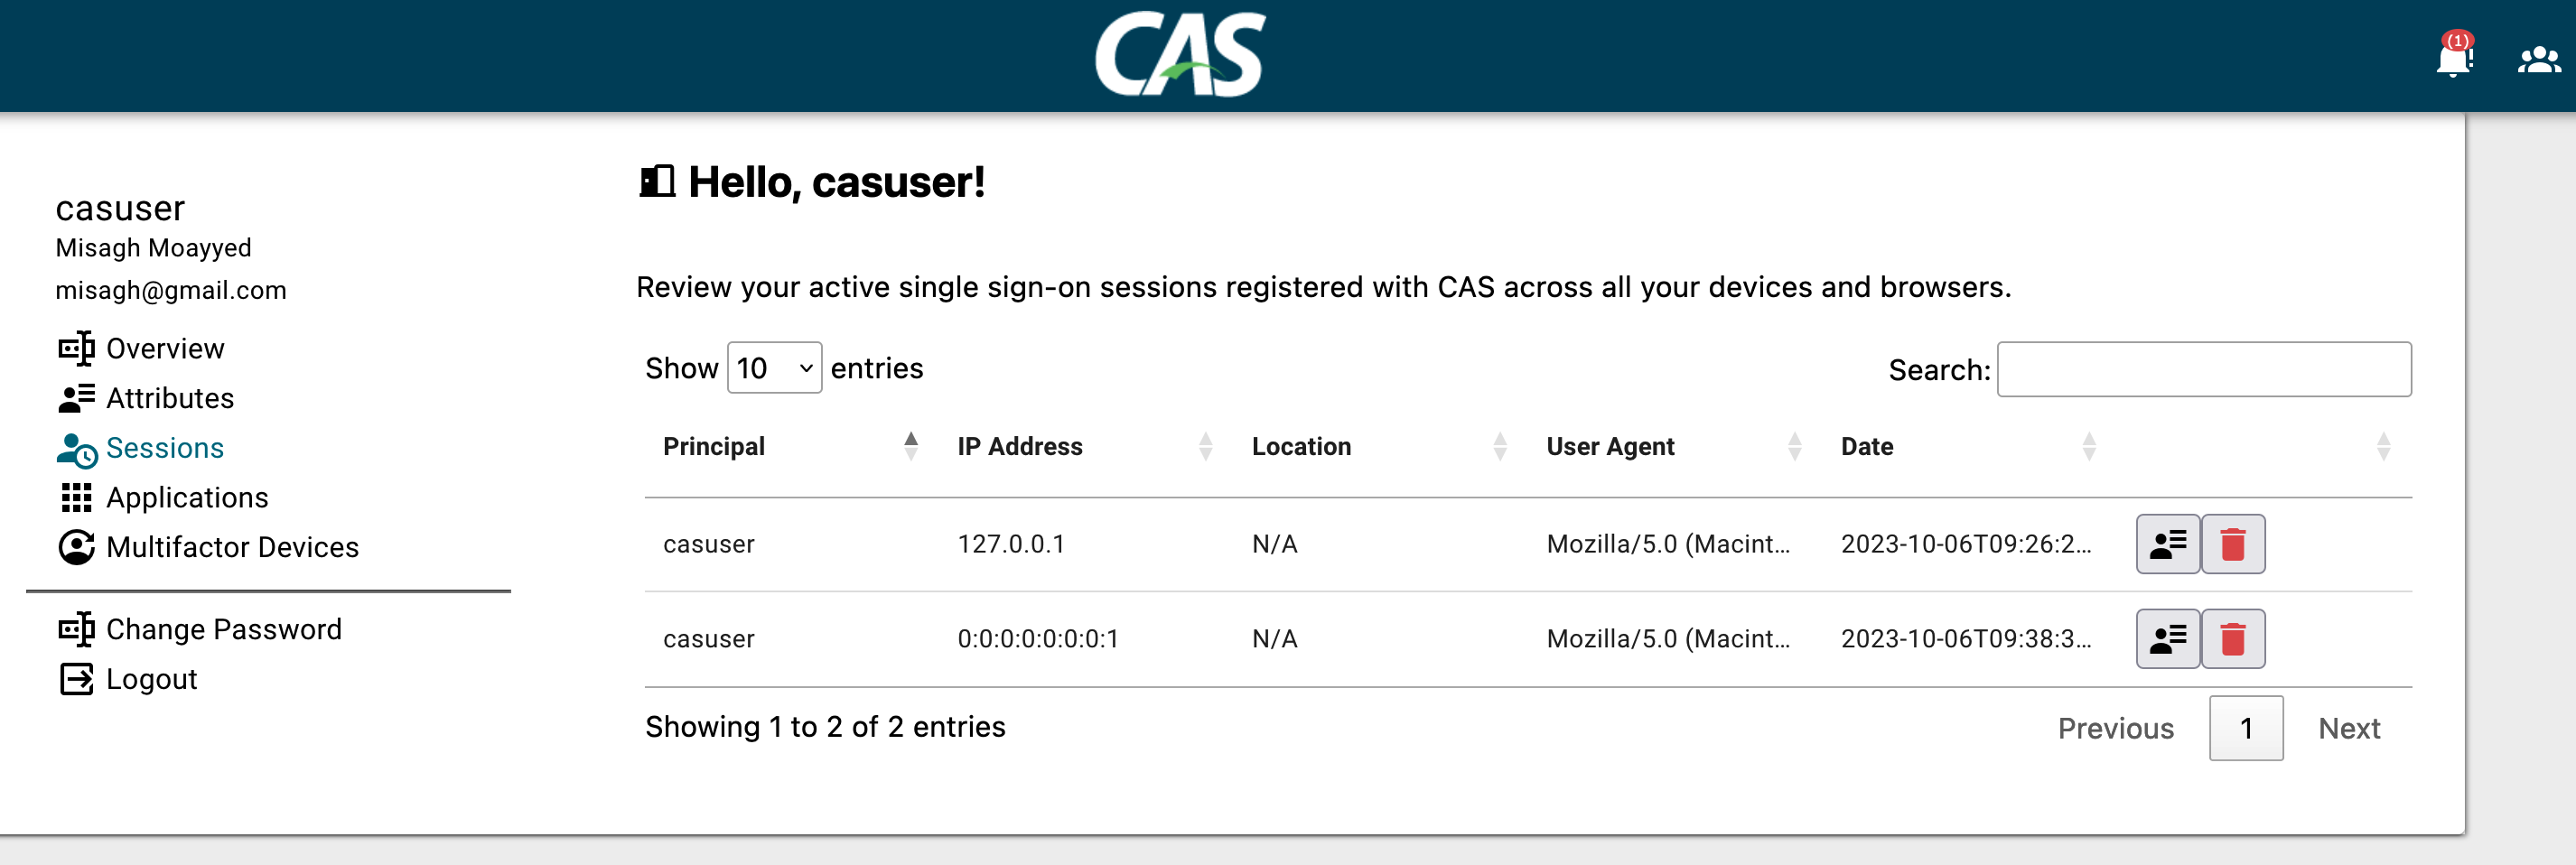 CAS
(1)
casuser
Misagh Moayyed
misagh@gmail.com
Overview
Attributes
Sessions
Applications
Multifactor Devices
Change Password
Logout
Hello, casuser!
Review your active single sign-on sessions registered with CAS across all your devices and browsers.
Show 10 entries Search:
Principal IP Address Location User Agent Date
casuser 127.0.0.1 N/A Mozilla/5.0 (Macint... 2023-10-06T09:26:2...
casuser 0:0:0:0:0:0:0:1 N/A Mozilla/5.0 (Macint... 2023-10-06T09:38:3...
Showing 1 to 2 of 2 entries Previous 1 Next